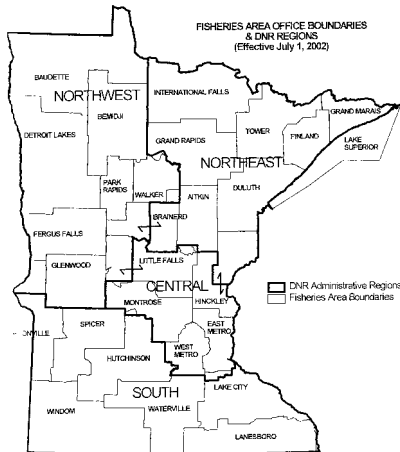 FISHERIES AREA OFFICE BOUNDARIES
& DNR REGIONS
(Effective July 1, 2002)
BAUDETTE
NORTHWEST
BEMIDJI
INTERNATIONAL FALLS
GRAND MARAIS
DETROIT LAKES
GRAND RAPIDS
TOWER
FINLAND
LAKE
SUPERIOR
NORTHEAST
PARK
RAPIDS
WALKER
AITKIN
DULUTH
BRAINERD
FERGUS FALLS
GLENWOOD
LITTLE FALLS
CENTRAL
MONTROSE
HINCKLEY
DNR Administrative Regions
Fisheries Area Boundaries
SPICER
EAST
METRO
WEST
METRO
HUTCHINSON
SOUTH
LAKE CITY
WINDOM
WATERVILLE
LANESBORO